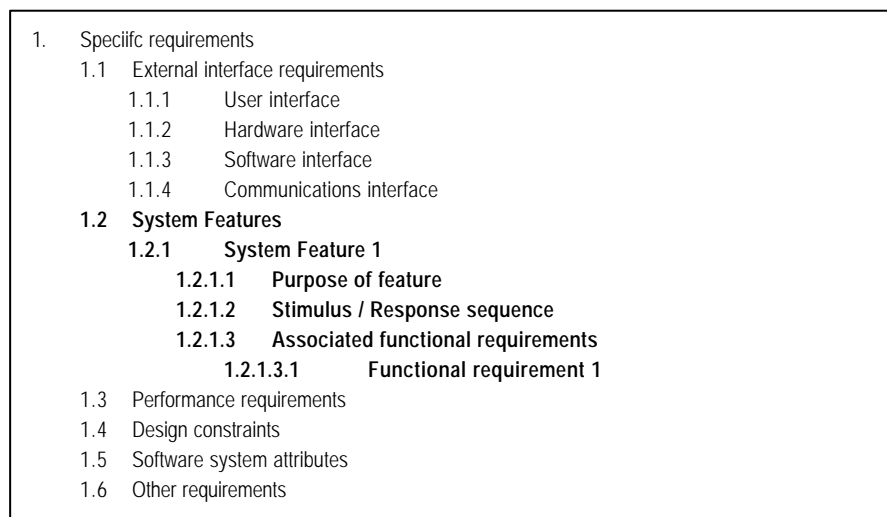 1. Speciifc requirements
1.1 External interface requirements
1.1.1 User interface
1.1.2 Hardware interface
1.1.3 Software interface
1.1.4 Communications interface
1.2 System Features
1.2.1 System Feature 1
1.2.1.1 Purpose of feature
1.2.1.2 Stimulus / Response sequence
1.2.1.3 Associated functional requirements
1.2.1.3.1 Functional requirement 1
1.3 Performance requirements
1.4 Design constraints
1.5 Software system attributes
1.6 Other requirements